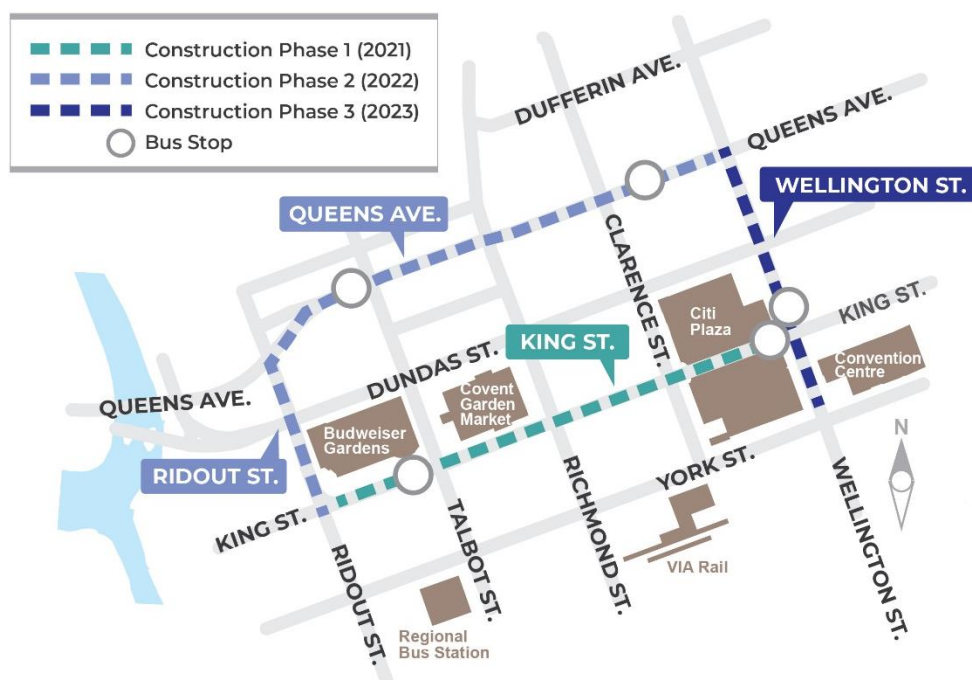 Construction Phase 1 (2021)
Construction Phase 2 (2022)
Construction Phase 3 (2023)
Bus Stop
DUFFERIN AVE.
QUEENS AVE.
WELLINGTON ST.
QUEENS AVE.
CLARENCE ST.
Citi
Plaza
KING ST.
KING ST.
Convention
Centre
DUNDAS ST.
QUEENS AVE.
Covent
Garden
Market
Budweiser
Gardens
RIDOUT ST.
KING ST.
YORK ST.
N
RIDOUT ST.
TALBOT ST.
RICHMOND ST.
WELLINGTON ST.
VIA Rail
Regional
Bus Station